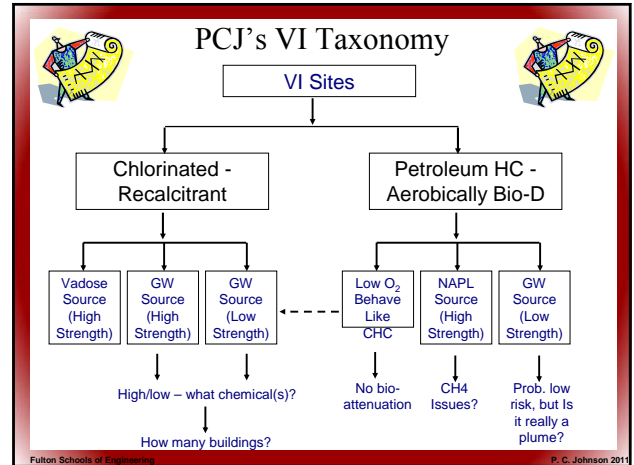 PCJ's VI Taxonomy
VI Sites
Chlorinated -
Recalcitrant
Petroleum HC -
Aerobically Bio-D
Vadose
Source
(High
Strength)
GW
Source
(High
Strength)
GW
Source
(Low
Strength)
Low O₂
Behave
Like
CHC
NAPL
Source
(High
Strength)
GW
Source
(Low
Strength)
High/low – what chemical(s)?
How many buildings?
No bio-
attenuation
CH4
Issues?
Prob. low
risk, but Is
it really a
plume?
Fulton Schools of Engineering
P. C. Johnson 2011